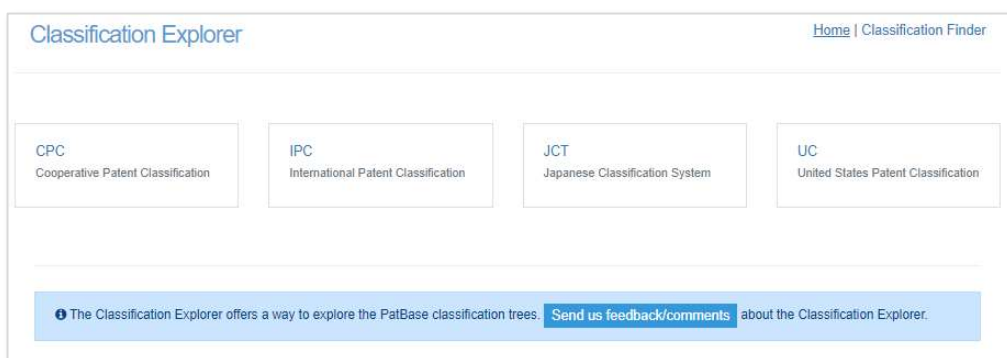 Classification Explorer
Home | Classification Finder
CPC
Cooperative Patent Classification
IPC
International Patent Classification
JCT
Japanese Classification System
UC
United States Patent Classification
The Classification Explorer offers a way to explore the PatBase classification trees. Send us feedback/comments about the Classification Explorer.